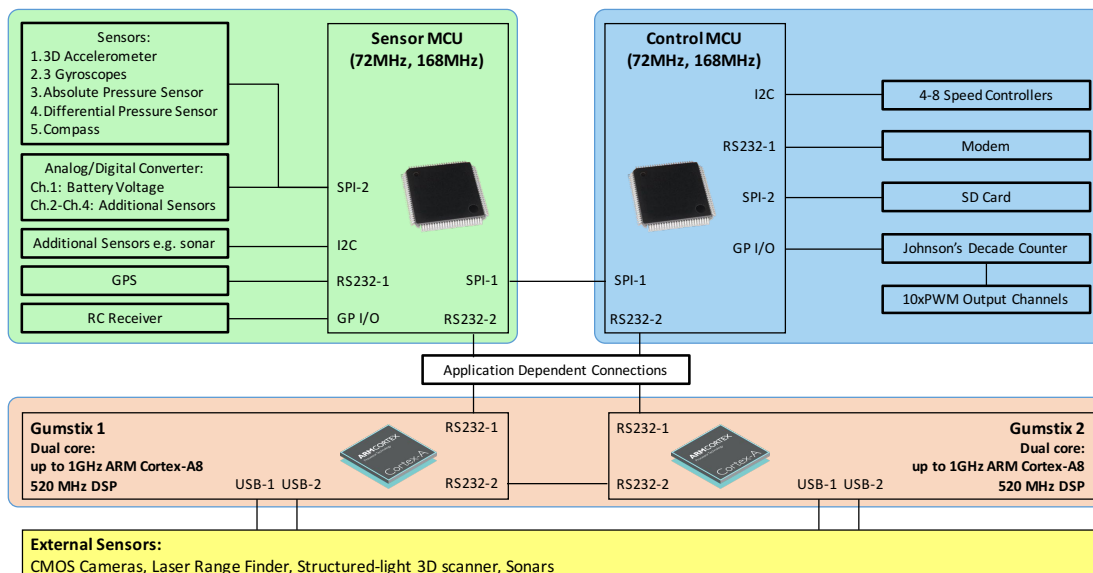 Sensors:
1.3D Accelerometer
2.3 Gyroscopes
3.Absolute Pressure Sensor
4.Differential Pressure Sensor
5.Compass
Analog/Digital Converter:
Ch.1: Battery Voltage
Ch.2-Ch.4: Additional Sensors
Additional Sensors e.g. sonar
GPS
RC Receiver
Sensor MCU
(72MHz, 168MHz)
SPI-2
I2C
RS232-1
GP I/O
SPI-1
RS232-2
Control MCU
(72MHz, 168MHz)
I2C
RS232-1
SPI-2
GP I/O
SPI-1
RS232-2
4-8 Speed Controllers
Modem
SD Card
Johnson's Decade Counter
10xPWM Output Channels
Application Dependent Connections
Gumstix 1
Dual core:
up to 1GHz ARM Cortex-A8
520 MHz DSP
USB-1 USB-2
RS232-1
RS232-2
ARMCORTEX
Cortex-A
RS232-1
RS232-2
ARMCORTEX
Cortex-A
Gumstix 2
Dual core:
up to 1GHz ARM Cortex-A8
520 MHz DSP
USB-1 USB-2
External Sensors:
CMOS Cameras, Laser Range Finder, Structured-light 3D scanner, Sonars